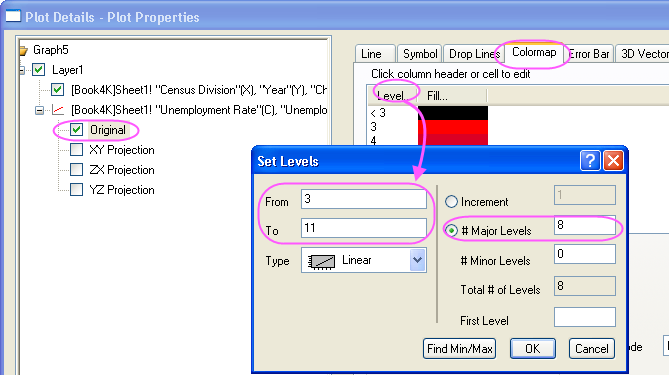 Plot Details - Plot Properties
Graph5
Layer1
[Book4K]Sheet1! "Census Division"(X), "Year"(Y), "Ch
[Book4K]Sheet1! "Unemployment Rate"(C), "Unemplo
Original
XY Projection
ZX Projection
YZ Projection
Line Symbol Drop Lines Colormap Error Bar 3D Vector
Click column header or cell to edit
Level Fill...
< 3
3
4
Set Levels
From 3
To 11
Type Linear
Increment 1
# Major Levels 8
# Minor Levels 0
Total # of Levels 8
First Level
Find Min/Max OK Cancel